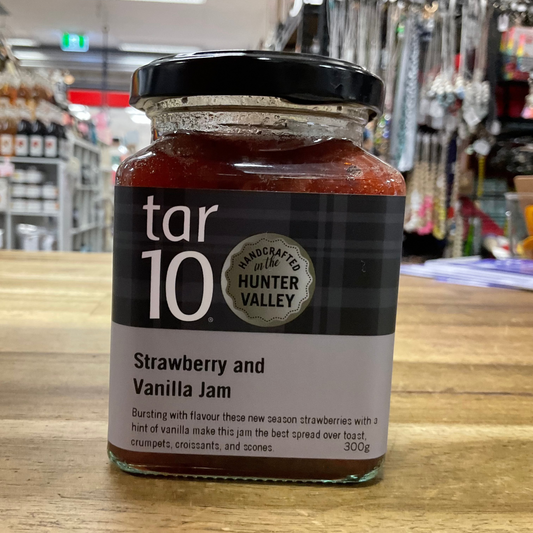 tar
10®
HANDCRAFTED
in the
HUNTER
VALLEY
Strawberry and
Vanilla Jam
Bursting with flavour these new season strawberries with a
hint of vanilla make this jam the best spread over toast,
crumpets, croissants, and scones.
300g